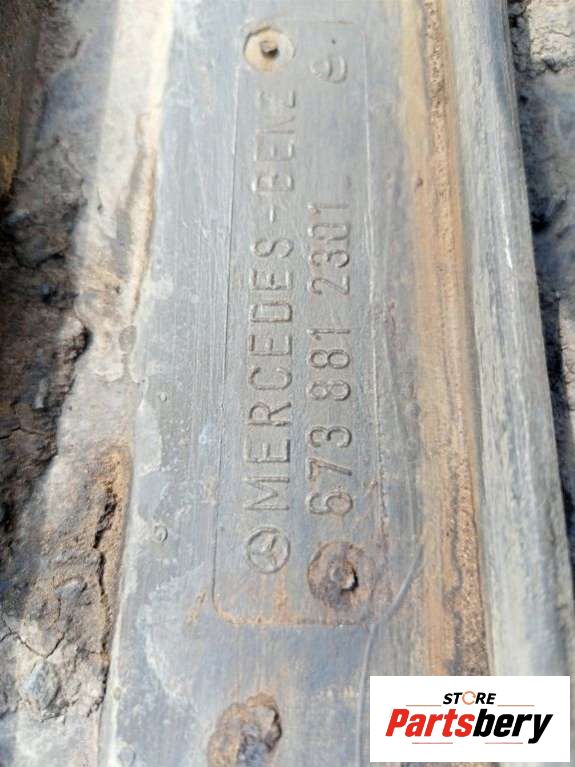 MERCEDES-BENZ
673 881 2301
STORE
Partsbery